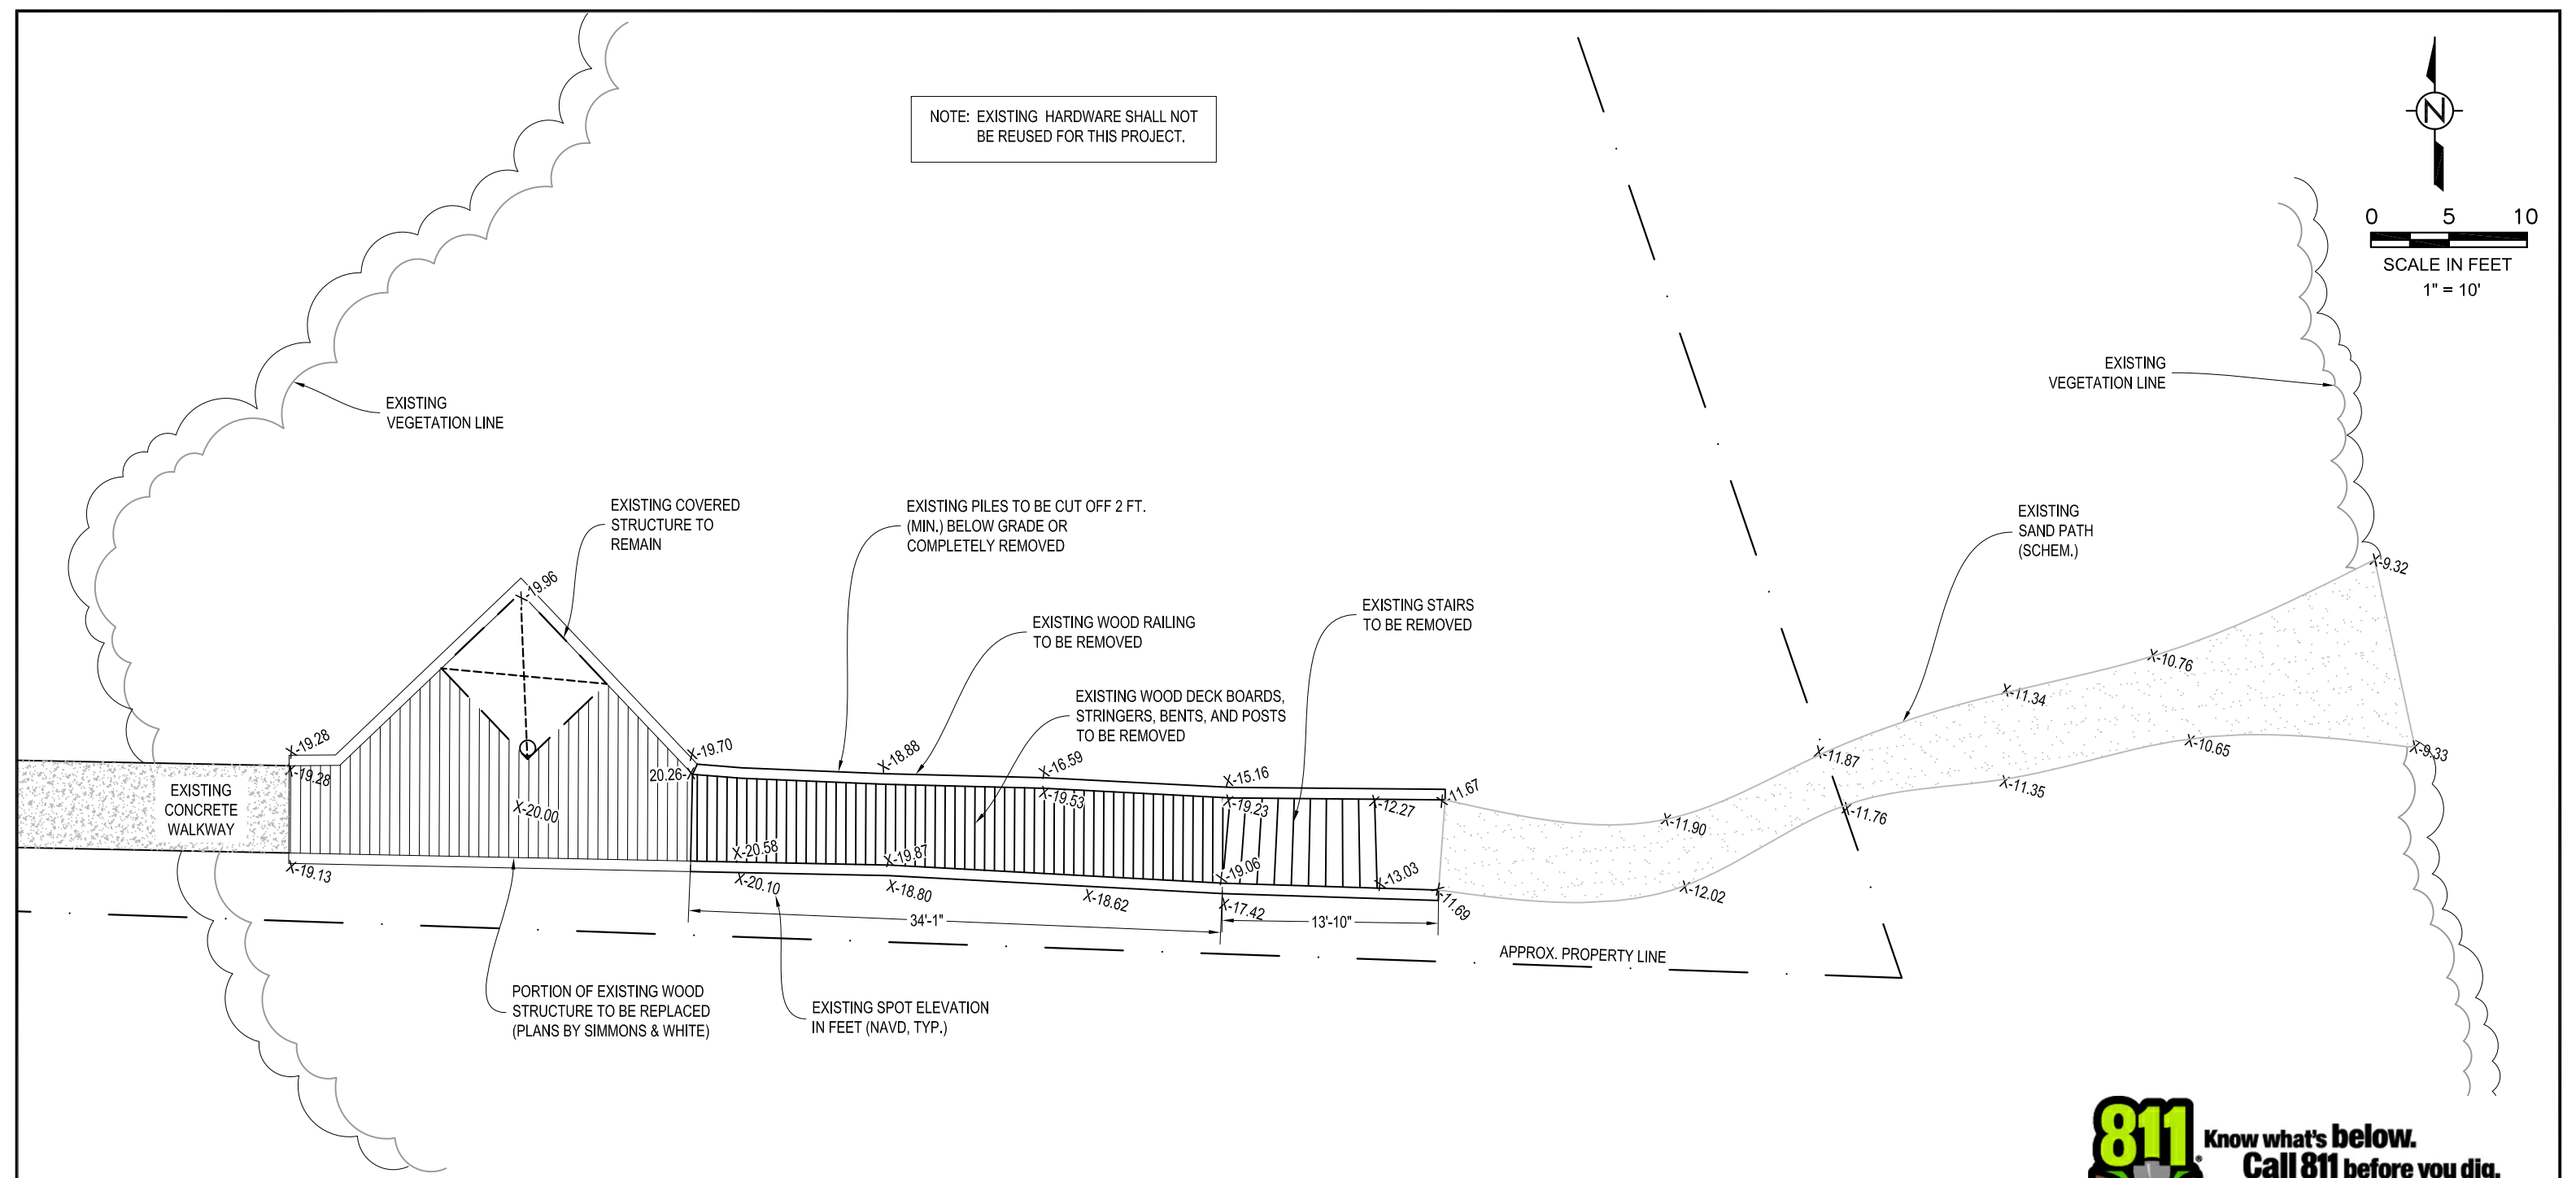 NOTE: EXISTING HARDWARE SHALL NOT
BE REUSED FOR THIS PROJECT.
N
0 5 10
SCALE IN FEET
1" = 10'
EXISTING
VEGETATION LINE
EXISTING
VEGETATION LINE
EXISTING COVERED
STRUCTURE TO
REMAIN
EXISTING PILES TO BE CUT OFF 2 FT.
(MIN.) BELOW GRADE OR
COMPLETELY REMOVED
EXISTING
SAND PATH
(SCHEM.)
EXISTING WOOD RAILING
TO BE REMOVED
EXISTING STAIRS
TO BE REMOVED
EXISTING WOOD DECK BOARDS,
STRINGERS, BENTS, AND POSTS
TO BE REMOVED
X-19.96
X-9.32
X-10.76
X-11.34
X-19.28
X-19.28
X-19.70
20.26-X
X-18.88
X-16.59
X-19.53
X-15.16
X-19.23
X-12.27
X-11.67
X-11.90
X-11.87
X-11.76
X-11.35
X-10.65
X-9.33
EXISTING
CONCRETE
WALKWAY
X-20.00
X-20.58
X-19.87
X-19.06
X-13.03
X-19.13
X-20.10
X-18.80
X-18.62
X-17.42
X-11.69
X-12.02
34'-1"
13'-10"
APPROX. PROPERTY LINE
PORTION OF EXISTING WOOD
STRUCTURE TO BE REPLACED
(PLANS BY SIMMONS & WHITE)
EXISTING SPOT ELEVATION
IN FEET (NAVD, TYP.)
811
Know what's below.
Call 811 before you dig.